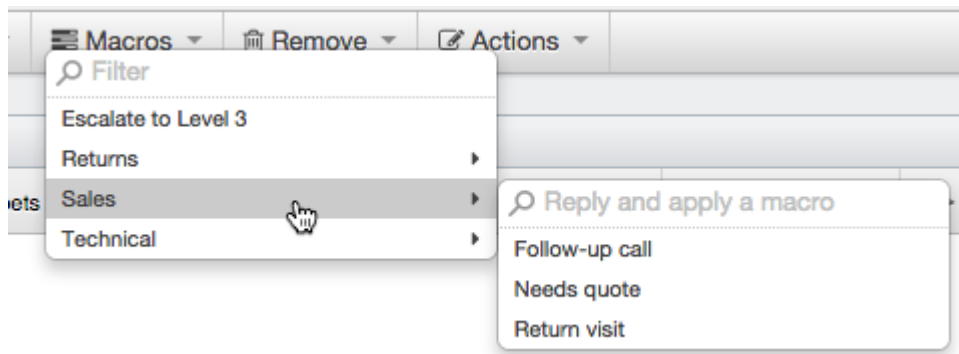 Macros Remove Actions
Filter
Escalate to Level 3
Returns
Sales
Technical
Reply and apply a macro
Follow-up call
Needs quote
Return visit